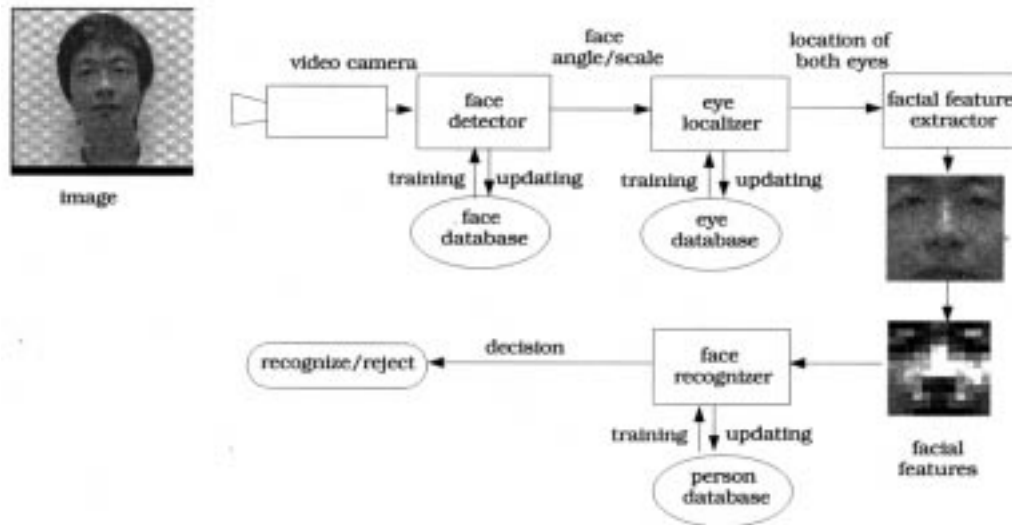 image
video camera
face
detector
face
angle/scale
eye
localizer
location of
both eyes
facial feature
extractor
training
updating
face
database
training
updating
eye
database
recognize/reject
decision
face
recognizer
training
updating
person
database
facial
features